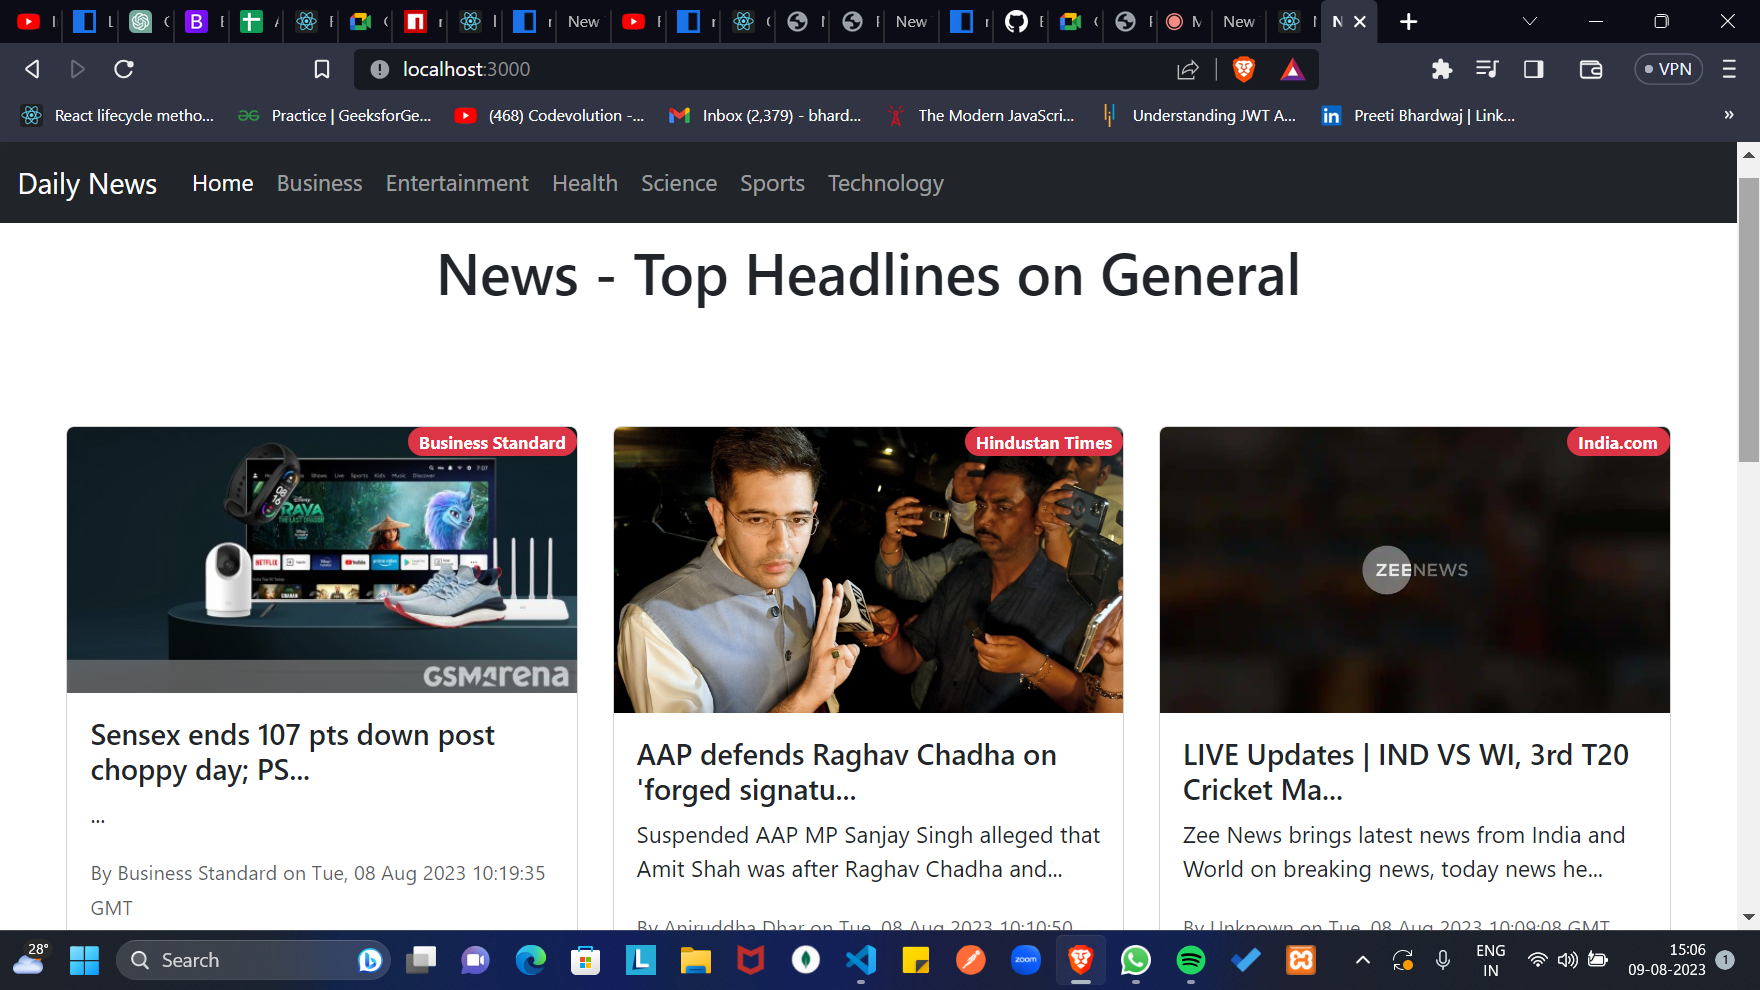 New
New
New
N
localhost:3000
VPN
React lifecycle metho...
Practice | GeeksforGe...
(468) Codevolution -...
Inbox (2,379) - bhard...
The Modern JavaScri...
Understanding JWT A...
Preeti Bhardwaj | Link...
»
Daily News
Home
Business
Entertainment
Health
Science
Sports
Technology
News - Top Headlines on General
Business Standard
RAYA
NETFLIX
YouTube
GSMArena
Sensex ends 107 pts down post
choppy day; PS...
...
By Business Standard on Tue, 08 Aug 2023 10:19:35
GMT
Hindustan Times
ANI
AAP defends Raghav Chadha on
'forged signatu...
Suspended AAP MP Sanjay Singh alleged that
Amit Shah was after Raghav Chadha and...
By Aniruddha Dhar on Tue, 08 Aug 2023 10:10:50
India.com
ZEENEWS
LIVE Updates | IND VS WI, 3rd T20
Cricket Ma...
Zee News brings latest news from India and
World on breaking news, today news he...
By Unknown on Tue, 08 Aug 2023 10:09:08 GMT
28°
Search
L
zoom
ENG
IN
15:06
09-08-2023
1